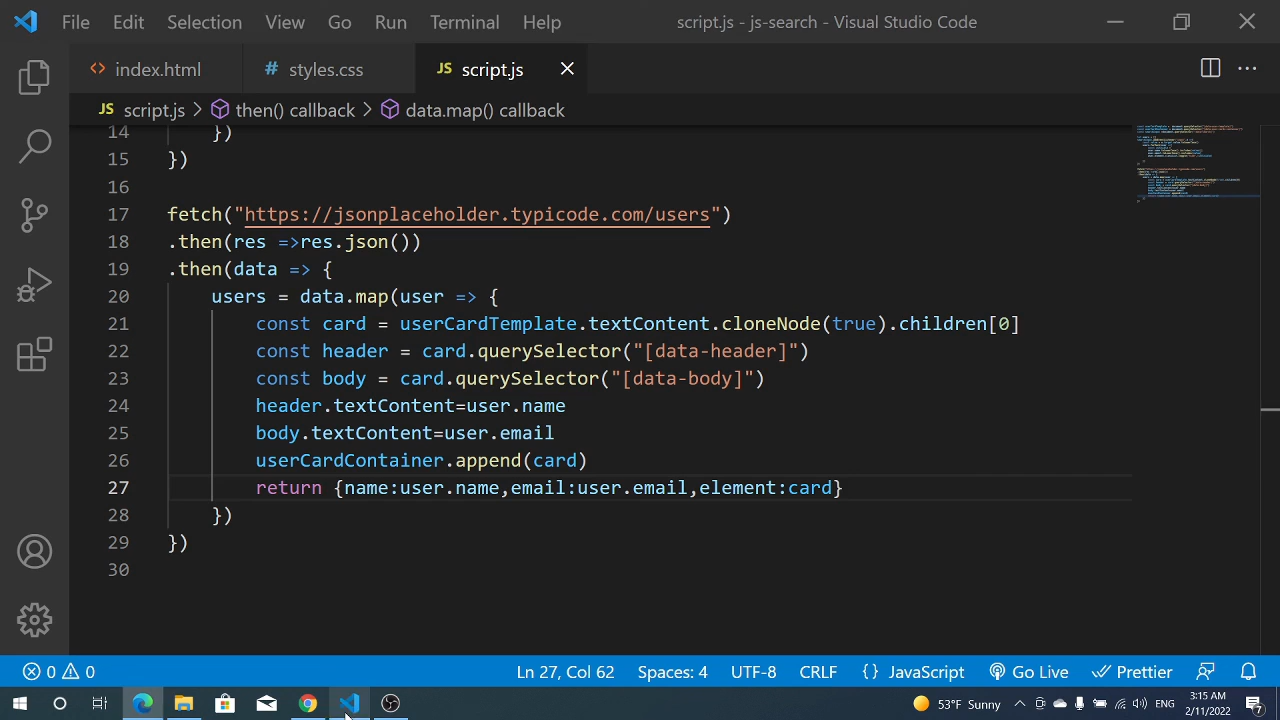 File Edit Selection View Go Run Terminal Help script.js - js-search - Visual Studio Code
index.html # styles.css JS script.js
JS script.js > then() callback > data.map() callback
14 })
15 })
16
17 fetch("https://jsonplaceholder.typicode.com/users")
18 .then(res =>res.json())
19 .then(data => {
20 users = data.map(user => {
21 const card = userCardTemplate.textContent.cloneNode(true).children[0]
22 const header = card.querySelector("[data-header]")
23 const body = card.querySelector("[data-body]")
24 header.textContent=user.name
25 body.textContent=user.email
26 userCardContainer.append(card)
27 return {name:user.name,email:user.email,element:card}
28 })
29 })
30
0 0 Ln 27, Col 62 Spaces: 4 UTF-8 CRLF {} JavaScript Go Live Prettier
53°F Sunny ENG 3:15 AM 2/11/2022 7